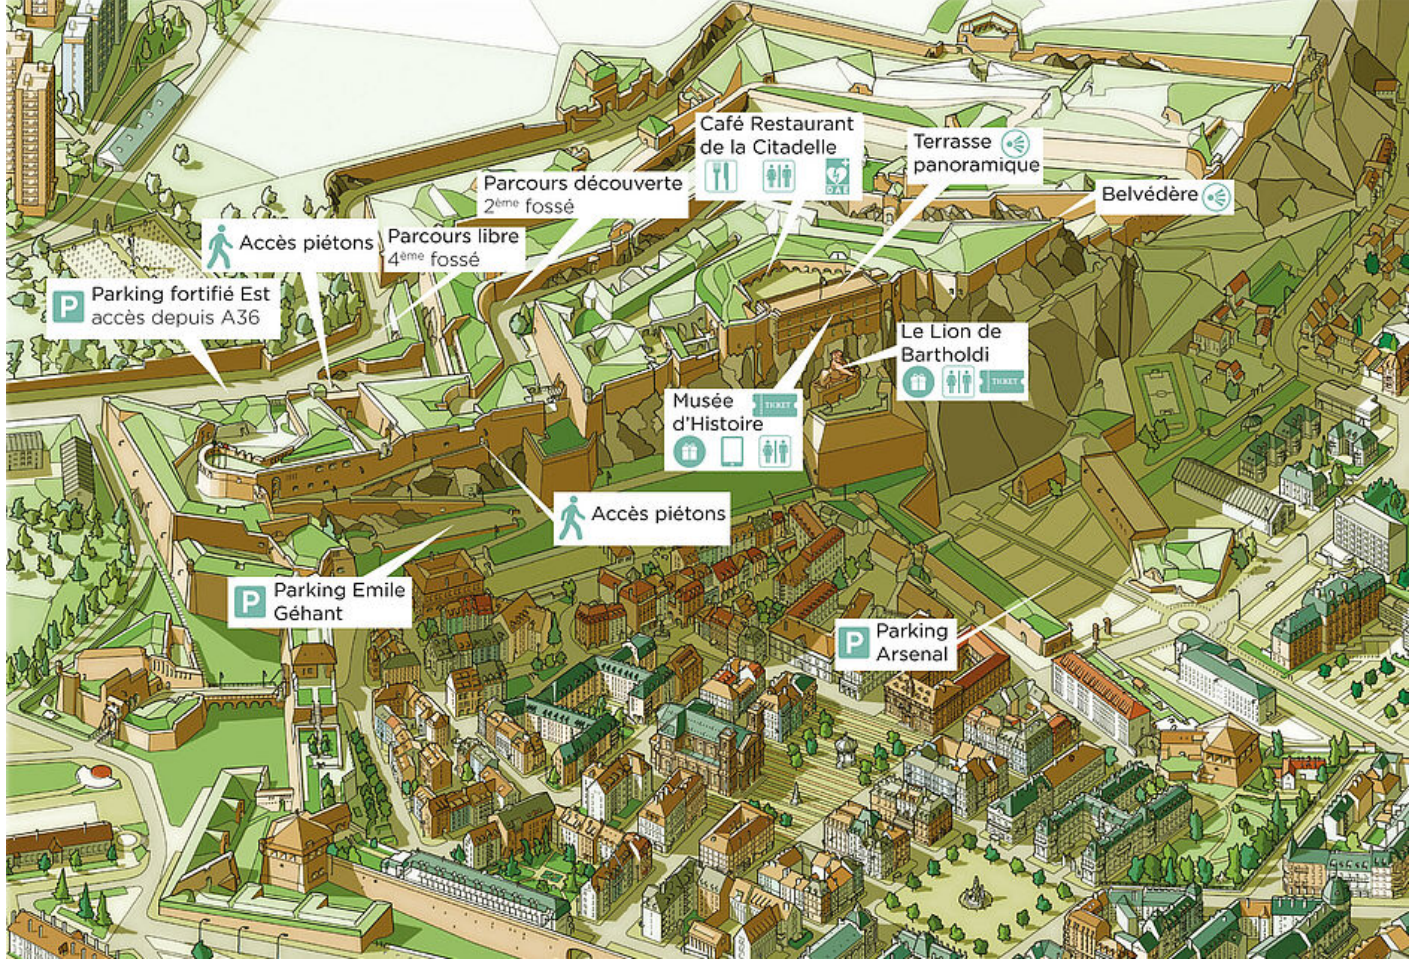 Café Restaurant
de la Citadelle
DAE
Terrasse
panoramique
Belvédère
Parcours découverte
2ème fossé
Accès piétons
Parcours libre
4ème fossé
P
Parking fortifié Est
accès depuis A36
Le Lion de
Bartholdi
TICKET
Musée
d'Histoire
TICKET
Accès piétons
P
Parking Emile
Géhant
P
Parking
Arsenal